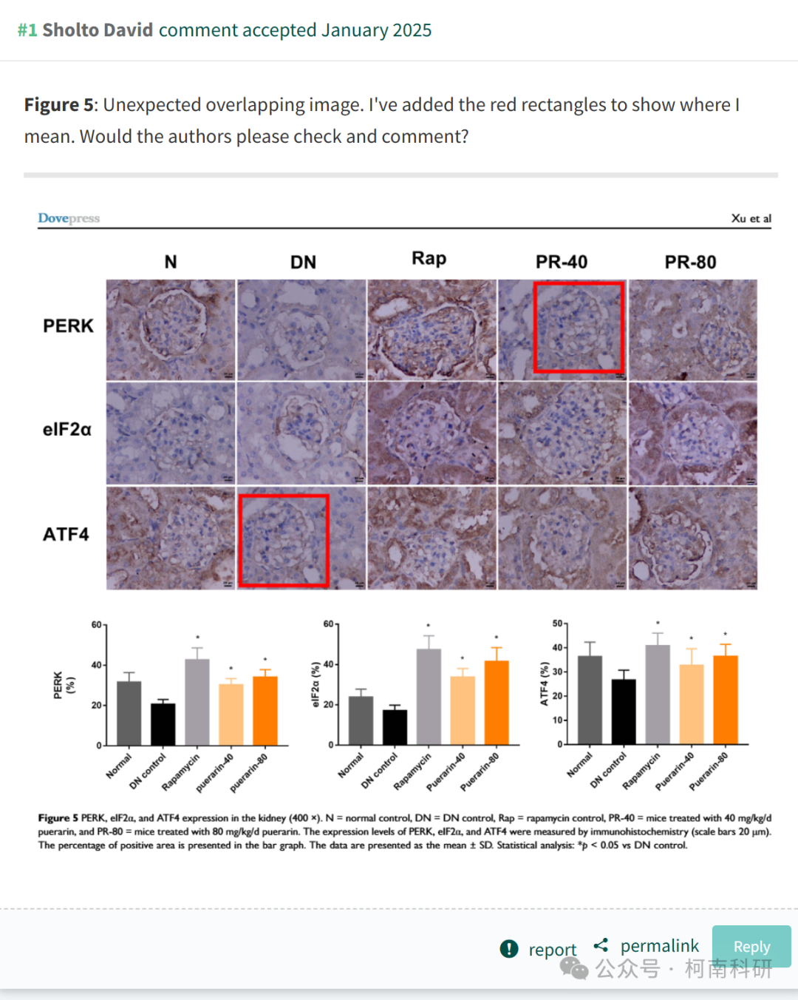 #1 Sholto David comment accepted January 2025
Figure 5: Unexpected overlapping image. I've added the red rectangles to show where I
mean. Would the authors please check and comment?
Dovepress
Xu et al
N DN Rap PR-40 PR-80
PERK
eIF2α
ATF4
60
40
20
0
PERK
(%)
*
*
*
Normal
DN control
Rapamycin
puerarin-40
puerarin-80
60
40
20
0
eIF2α (%)
*
*
*
Normal
DN control
Rapamycin
Puerarin-40
Puerarin-80
50
40
30
20
10
0
ATF4 (%)
*
*
*
Normal
DN control
Rapamycin
Puerarin-40
Puerarin-80
Figure 5 PERK, eIF2α, and ATF4 expression in the kidney (400 ×). N = normal control, DN = DN control, Rap = rapamycin control, PR-40 = mice treated with 40 mg/kg/d
puerarin, and PR-80 = mice treated with 80 mg/kg/d puerarin. The expression levels of PERK, eIF2α, and ATF4 were measured by immunohistochemistry (scale bars 20 μm).
The percentage of positive area is presented in the bar graph. The data are presented as the mean ± SD. Statistical analysis: *p < 0.05 vs DN control.
report permalink Reply
公众号 · 柯南科研